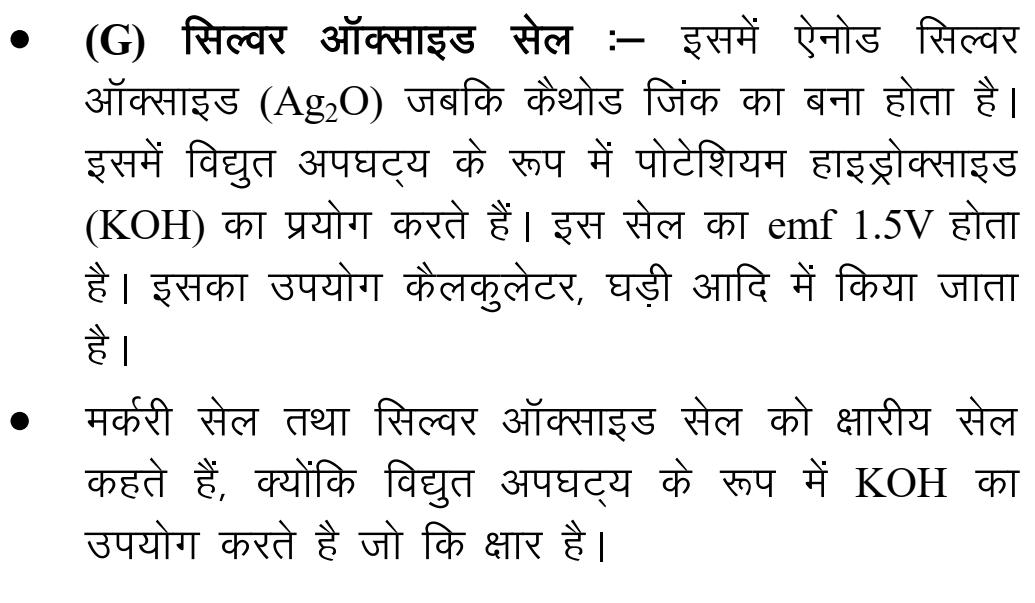 • (G) सिल्वर ऑक्साइड सेल :– इसमें ऐनोड सिल्वर
ऑक्साइड (Ag₂O) जबकि कैथोड जिंक का बना होता है।
इसमें विद्युत अपघट्य के रूप में पोटेशियम हाइड्रोक्साइड
(KOH) का प्रयोग करते हैं। इस सेल का emf 1.5V होता
है। इसका उपयोग कैलकुलेटर, घड़ी आदि में किया जाता
है।
• मर्करी सेल तथा सिल्वर ऑक्साइड सेल को क्षारीय सेल
कहते हैं, क्योंकि विद्युत अपघट्य के रूप में KOH का
उपयोग करते है जो कि क्षार है।